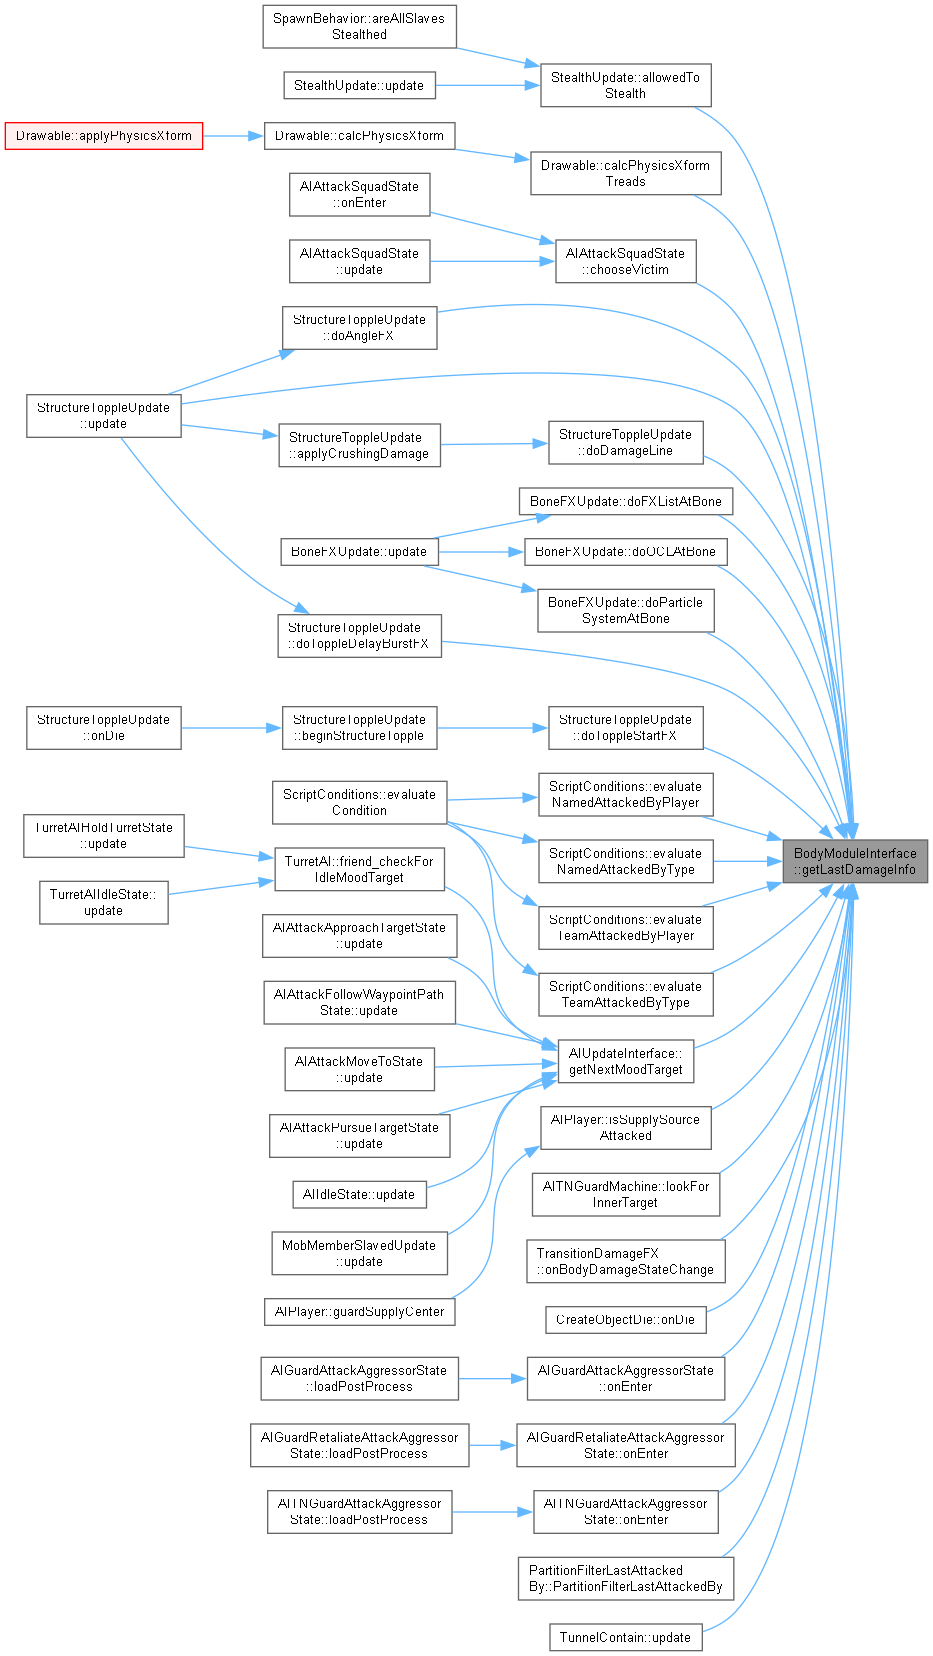 SpawnBehavior::areAllSlaves
Stealthed
StealthUpdate::allowedTo
Stealth
StealthUpdate::update
Drawable::applyPhysicsXform
Drawable::calcPhysicsXform
Drawable::calcPhysicsXform
Treads
AIAttackSquadState
::onEnter
AIAttackSquadState
::update
AIAttackSquadState
::chooseVictim
StructureToppleUpdate
::doAngleFX
StructureToppleUpdate
::update
StructureToppleUpdate
::applyCrushingDamage
StructureToppleUpdate
::doDamageLine
BoneFXUpdate::doFXListAtBone
BoneFXUpdate::update
BoneFXUpdate::doOCLAtBone
BoneFXUpdate::doParticle
SystemAtBone
StructureToppleUpdate
::doToppleDelayBurstFX
StructureToppleUpdate
::onDie
StructureToppleUpdate
::beginStructureTopple
StructureToppleUpdate
::doToppleStartFX
ScriptConditions::evaluate
Condition
ScriptConditions::evaluate
NamedAttackedByPlayer
TurretAIHoldTurretState
::update
TurretAI::friend_checkFor
IdleMoodTarget
ScriptConditions::evaluate
NamedAttackedByType
BodyModuleInterface
::getLastDamageInfo
TurretAIIdleState::
update
AIAttackApproachTargetState
::update
ScriptConditions::evaluate
TeamAttackedByPlayer
AIAttackFollowWaypointPath
State::update
ScriptConditions::evaluate
TeamAttackedByType
AIAttackMoveToState
::update
AIUpdateInterface::
getNextMoodTarget
AIAttackPursueTargetState
::update
AIPlayer::isSupplySource
Attacked
AIIdleState::update
AITNGuardMachine::lookFor
InnerTarget
MobMemberSlavedUpdate
::update
TransitionDamageFX
::onBodyDamageStateChange
AIPlayer::guardSupplyCenter
CreateObjectDie::onDie
AIGuardAttackAggressorState
::loadPostProcess
AIGuardAttackAggressorState
::onEnter
AIGuardRetaliateAttackAggressor
State::loadPostProcess
AIGuardRetaliateAttackAggressor
State::onEnter
AITNGuardAttackAggressor
State::loadPostProcess
AITNGuardAttackAggressor
State::onEnter
PartitionFilterLastAttacked
By::PartitionFilterLastAttackedBy
TunnelContain::update